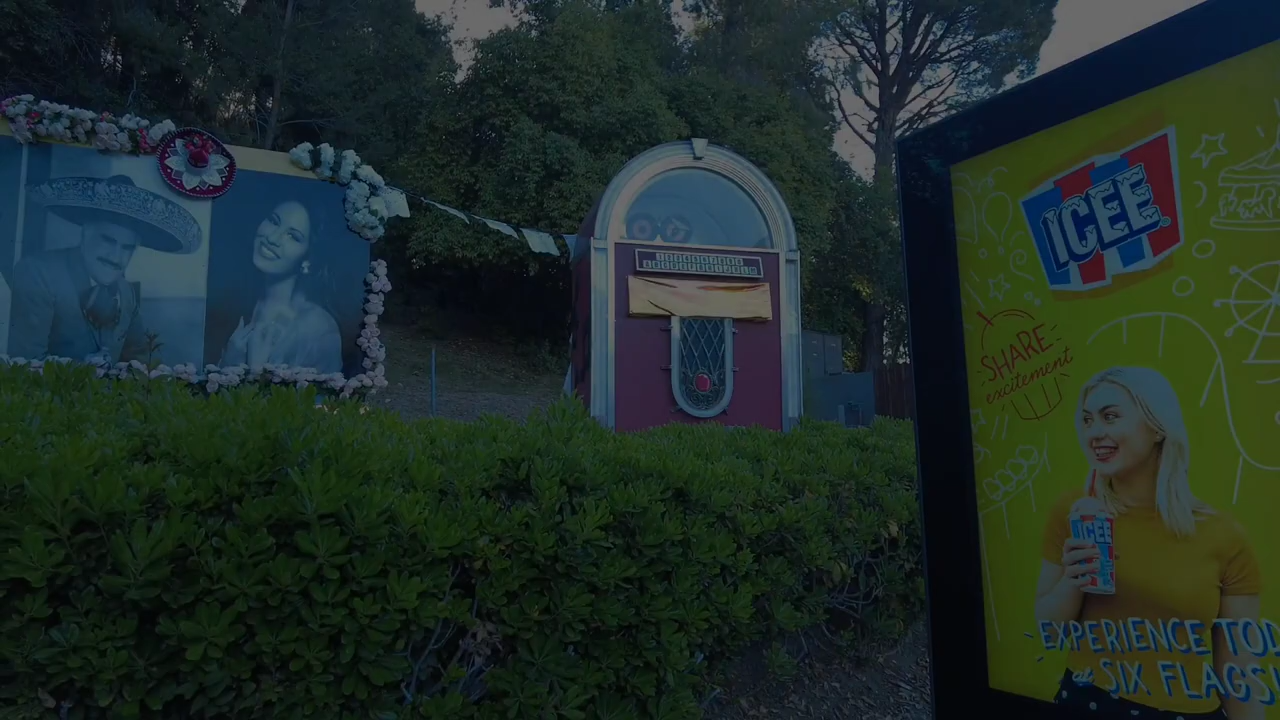 ICEE
SHARE
excitement
ICEE
EXPERIENCE TOD
at SIX FLAGS!